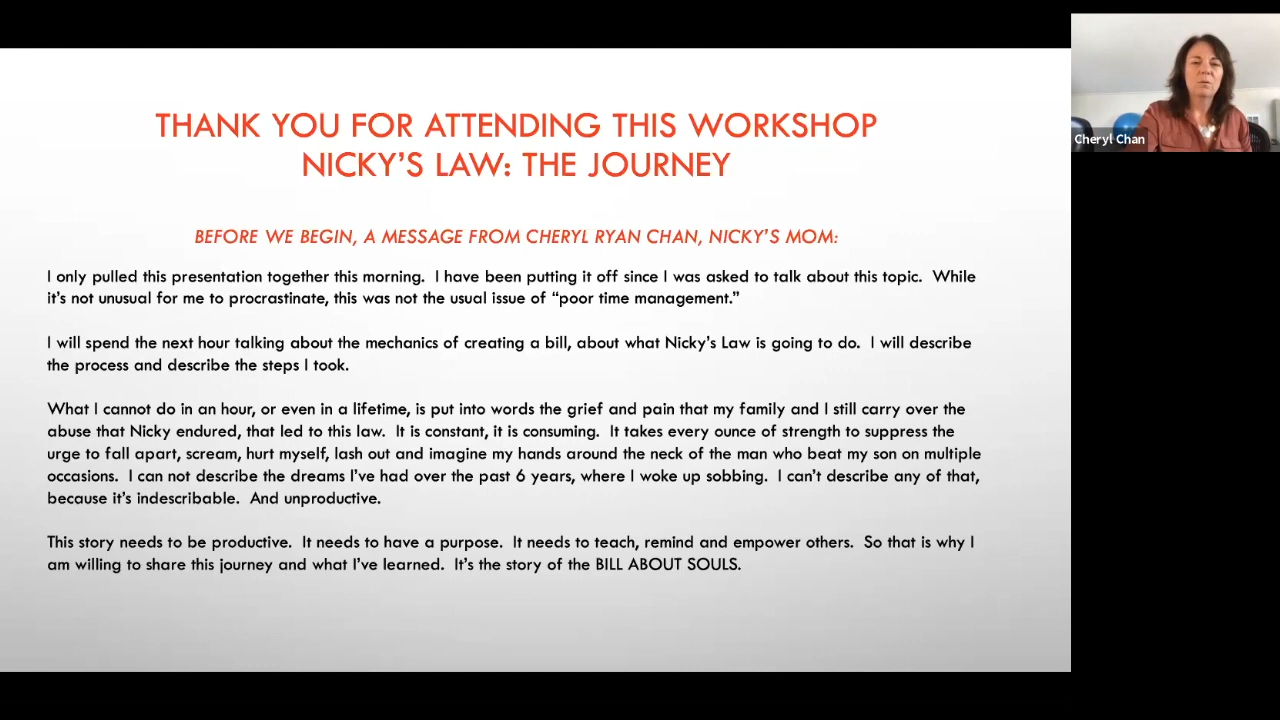 THANK YOU FOR ATTENDING THIS WORKSHOP
NICKY'S LAW: THE JOURNEY
BEFORE WE BEGIN, A MESSAGE FROM CHERYL RYAN CHAN, NICKY'S MOM:
I only pulled this presentation together this morning.  I have been putting it off since I was asked to talk about this topic.  While
it's not unusual for me to procrastinate, this was not the usual issue of “poor time management.”
I will spend the next hour talking about the mechanics of creating a bill, about what Nicky's Law is going to do.  I will describe
the process and describe the steps I took.
What I cannot do in an hour, or even in a lifetime, is put into words the grief and pain that my family and I still carry over the
abuse that Nicky endured, that led to this law.  It is constant, it is consuming.  It takes every ounce of strength to suppress the
urge to fall apart, scream, hurt myself, lash out and imagine my hands around the neck of the man who beat my son on multiple
occasions.  I can not describe the dreams I've had over the past 6 years, where I woke up sobbing.  I can't describe any of that,
because it's indescribable.  And unproductive.
This story needs to be productive.  It needs to have a purpose.  It needs to teach, remind and empower others.  So that is why I
am willing to share this journey and what I've learned.  It's the story of the BILL ABOUT SOULS.
Cheryl Chan